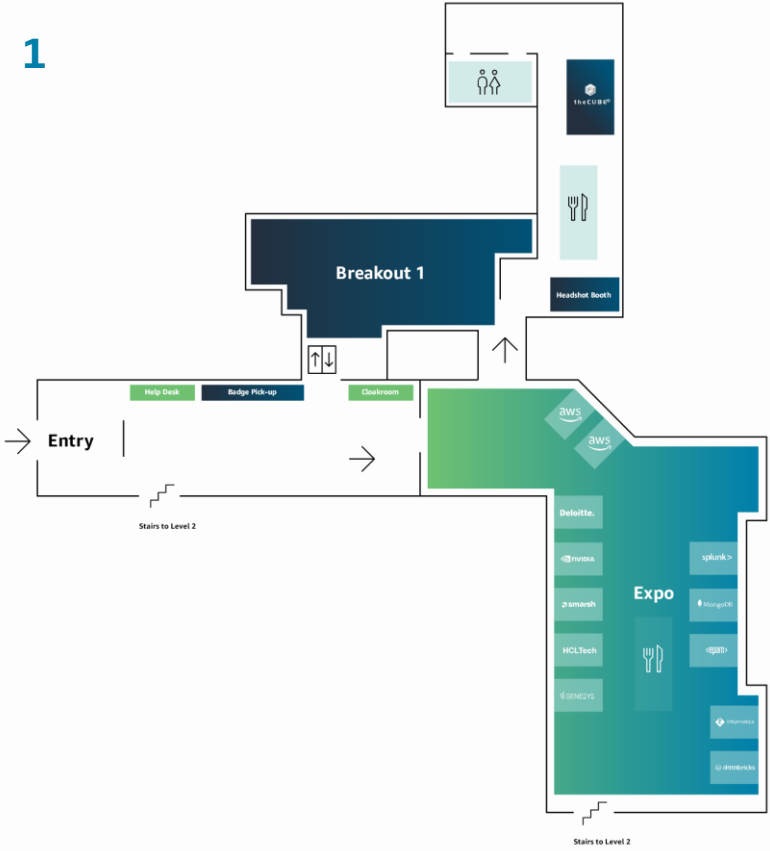 1
theCUBE®
Breakout 1
Headshot Booth
Help Desk
Badge Pick-up
Cloakroom
Entry
Stairs to Level 2
aws
aws
Deloitte.
NVIDIA
smarsh
HCLTech
GENESYS
Expo
splunk>
MongoDB
<epam>
Informatica
databricks
Stairs to Level 2